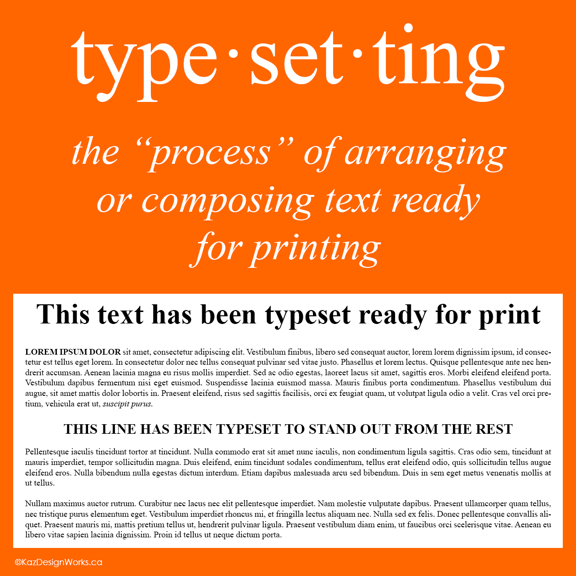 type·set·ting
the “process” of arranging
or composing text ready
for printing
This text has been typeset ready for print
LOREM IPSUM DOLOR sit amet, consectetur adipiscing elit. Vestibulum finibus, libero sed consequat auctor, lorem lorem dignissim ipsum, id consec-
tetur est tellus eget lorem. In consectetur dolor nec tellus consequat pulvinar sed vitae justo. Phasellus et lorem lectus. Quisque pellentesque ante nec hen-
drerit accumsan. Aenean lacinia magna eu risus mollis imperdiet. Sed ac odio egestas, laoreet lacus sit amet, sagittis eros. Morbi eleifend eleifend porta.
Vestibulum dapibus fermentum nisi eget euismod. Suspendisse lacinia euismod massa. Mauris finibus porta condimentum. Phasellus vestibulum dui
augue, sit amet mattis dolor lobortis in. Praesent eleifend, risus sed sagittis facilisis, orci ex feugiat quam, ut volutpat ligula odio a velit. Cras vel orci pre-
tium, vehicula erat ut, suscipit purus.
THIS LINE HAS BEEN TYPESET TO STAND OUT FROM THE REST
Pellentesque iaculis tincidunt tortor at tincidunt. Nulla commodo erat sit amet nunc iaculis, non condimentum ligula sagittis. Cras odio sem, tincidunt at
mauris imperdiet, tempor sollicitudin magna. Duis eleifend, enim tincidunt sodales condimentum, tellus erat eleifend odio, quis sollicitudin tellus augue
eleifend eros. Nulla bibendum nulla egestas dictum interdum. Etiam dapibus malesuada arcu sed bibendum. Duis in sem eget metus venenatis mollis at
ut tellus.
Nullam maximus auctor rutrum. Curabitur nec lacus nec elit pellentesque imperdiet. Nam molestie vulputate dapibus. Praesent ullamcorper quam tellus,
nec tristique purus elementum eget. Vestibulum imperdiet rhoncus mi, et fringilla lectus aliquam nec. Nulla sed ex felis. Donec pellentesque convallis ali-
quet. Praesent mauris mi, mattis pretium tellus ut, hendrerit pulvinar ligula. Praesent vestibulum diam enim, ut faucibus orci scelerisque vitae. Aenean eu
libero vitae sapien lacinia dignissim. Proin id tellus ut neque dictum porta.
©KazDesignWorks.ca